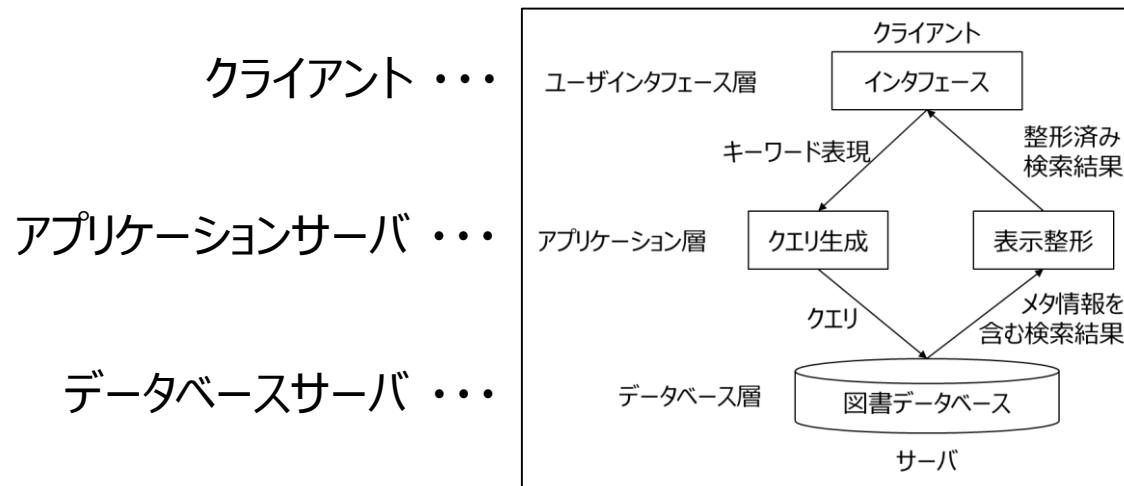 クライアント
クライアント ・・・
ユーザインタフェース層
インタフェース
キーワード表現
整形済み
検索結果
アプリケーションサーバ ・・・
アプリケーション層
クエリ生成
表示整形
クエリ
メタ情報を
含む検索結果
データベースサーバ ・・・
データベース層
図書データベース
サーバ